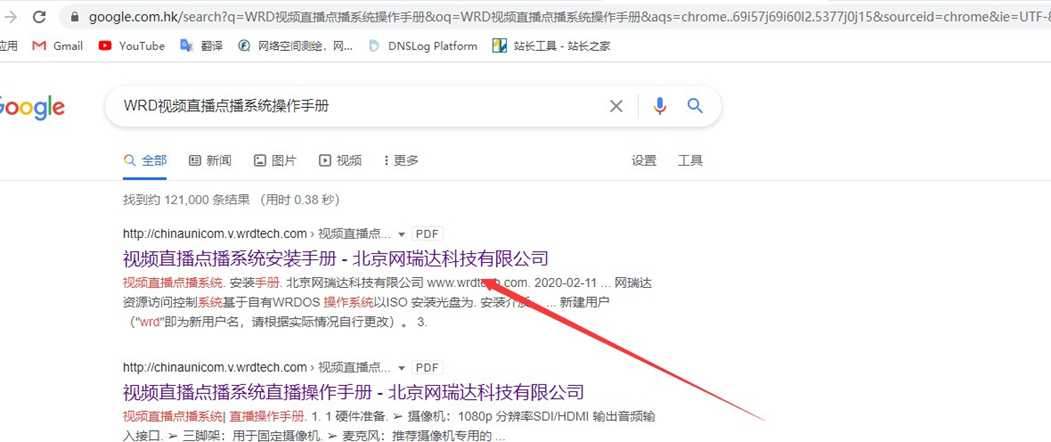 google.com.hk/search?q=WRD视频直播点播系统操作手册&oq=WRD视频直播点播系统操作手册&aqs=chrome..69i57j69i60l2.5377j0j15&sourceid=chrome&ie=UTF-8
应用 Gmail YouTube 翻译 网络空间测绘，网... DNSLog Platform 站长工具 - 站长之家
Google WRD视频直播点播系统操作手册
全部 新闻 图片 视频 更多 设置 工具
找到约 121,000 条结果 （用时 0.38 秒）
http://chinaunicom.v.wrdtech.com › 视频直播点... PDF
视频直播点播系统安装手册 - 北京网瑞达科技有限公司
视频直播点播系统. 安装手册. 北京网瑞达科技有限公司 www.wrdtech.com. 2020-02-11 ... 网瑞达
资源访问控制系统基于自有WRDOS 操作系统以ISO 安装光盘为. 安装介质. ... 新建用户
（"wrd"即为新用户名，请根据实际情况自行更改）。 3.
http://chinaunicom.v.wrdtech.com › 视频直播点... PDF
视频直播点播系统直播操作手册 - 北京网瑞达科技有限公司
视频直播点播系统| 直播操作手册. 1. 1 硬件准备. ➢ 摄像机：1080p 分辨率SDI/HDMI 输出音频输
入接口. ➢ 三脚架：用于固定摄像机. ➢ 麦克风：推荐摄像机专用的 ...